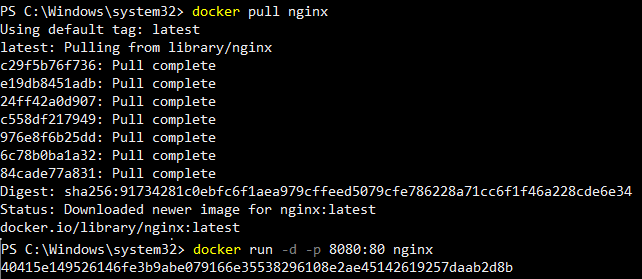 PS C:\Windows\system32> docker pull nginx
Using default tag: latest
latest: Pulling from library/nginx
c29f5b76f736: Pull complete
e19db8451adb: Pull complete
24ff42a0d907: Pull complete
c558df217949: Pull complete
976e8f6b25dd: Pull complete
6c78b0ba1a32: Pull complete
84cade77a831: Pull complete
Digest: sha256:91734281c0ebfc6f1aea979cffeed5079cfe786228a71cc6f1f46a228cde6e34
Status: Downloaded newer image for nginx:latest
docker.io/library/nginx:latest
PS C:\Windows\system32> docker run -d -p 8080:80 nginx
40415e149526146fe3b9abe079166e35538296108e2ae45142619257daab2d8b